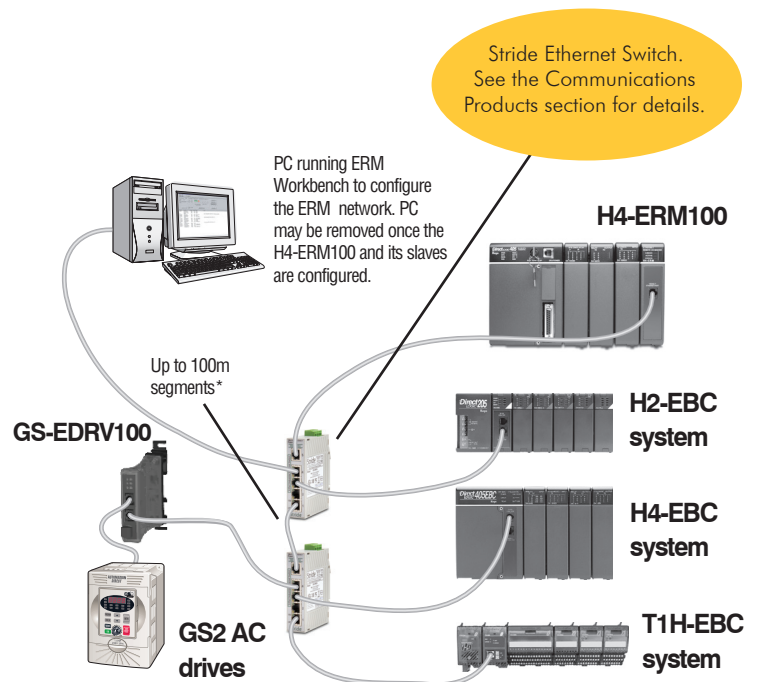 Stride Ethernet Switch.
See the Communications
Products section for details.
PC running ERM
Workbench to configure
the ERM network. PC
may be removed once the
H4-ERM100 and its slaves
are configured.
H4-ERM100
Up to 100m
segments*
GS-EDRV100
Direct205
H2-EBC
system
Direct405EBC
H4-EBC
system
GS2 AC
drives
T1H-EBC
system